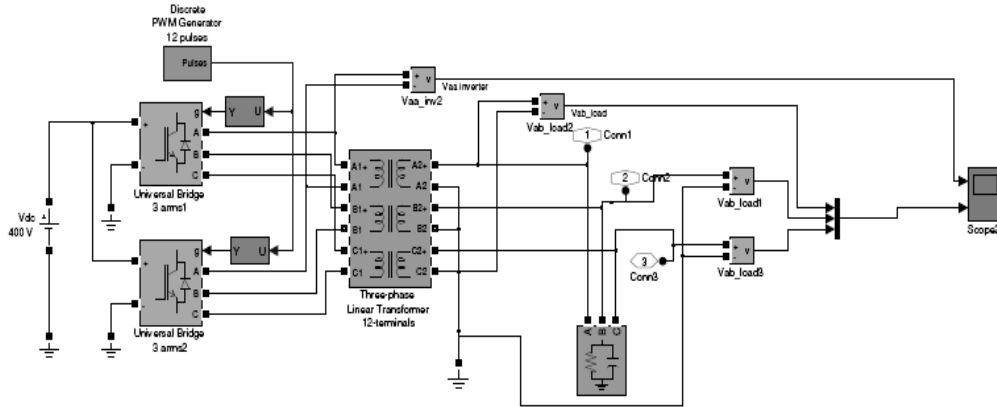 Discrete
PWM Generator
12 pulses
Pulses
+
-
v
Vaa_inv2
Vaa inverter
+
-
v
Vab_load2
Vab_load
1
Conn1
2
Conn2
+
-
v
Vab_load1
+
-
v
Vab_load3
3
Conn3
Scope2
Vdc
400 V
+
-
g
A
B
C
Universal Bridge
3 arms1
Y U
+
-
g
A
B
C
Universal Bridge
3 arms2
Y U
A1+ A2+
A1 A2
B1+ B2+
B1 B2
C1+ C2+
C1 C2
Three-phase
Linear Transformer
12-terminals
A B C